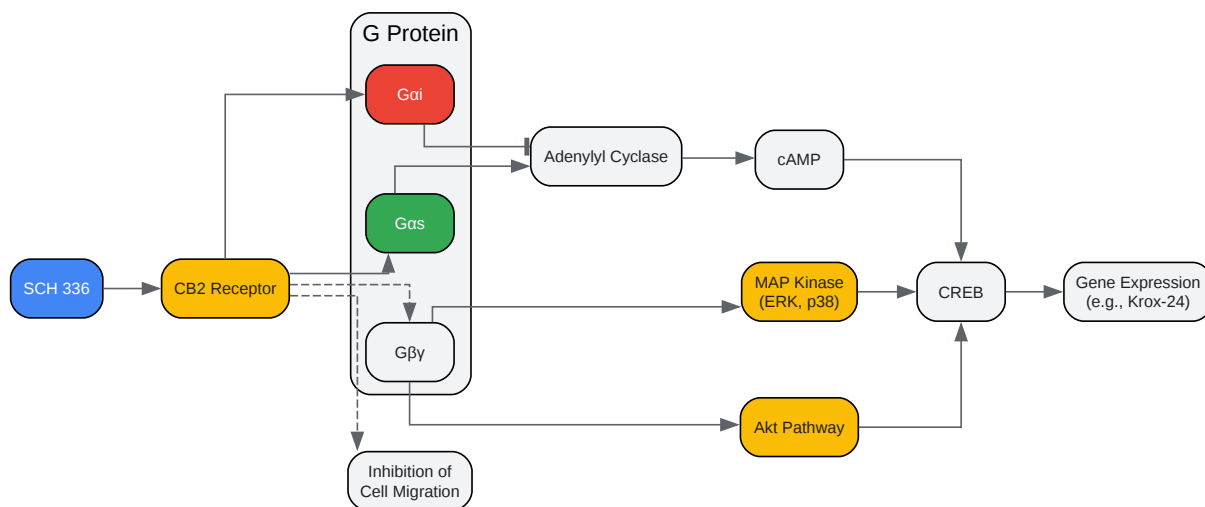 G Protein
Gαi
Adenylyl Cyclase
cAMP
Gαs
SCH 336
CB2 Receptor
MAP Kinase
(ERK, p38)
CREB
Gene Expression
(e.g., Krox-24)
Gβγ
Akt Pathway
Inhibition of
Cell Migration